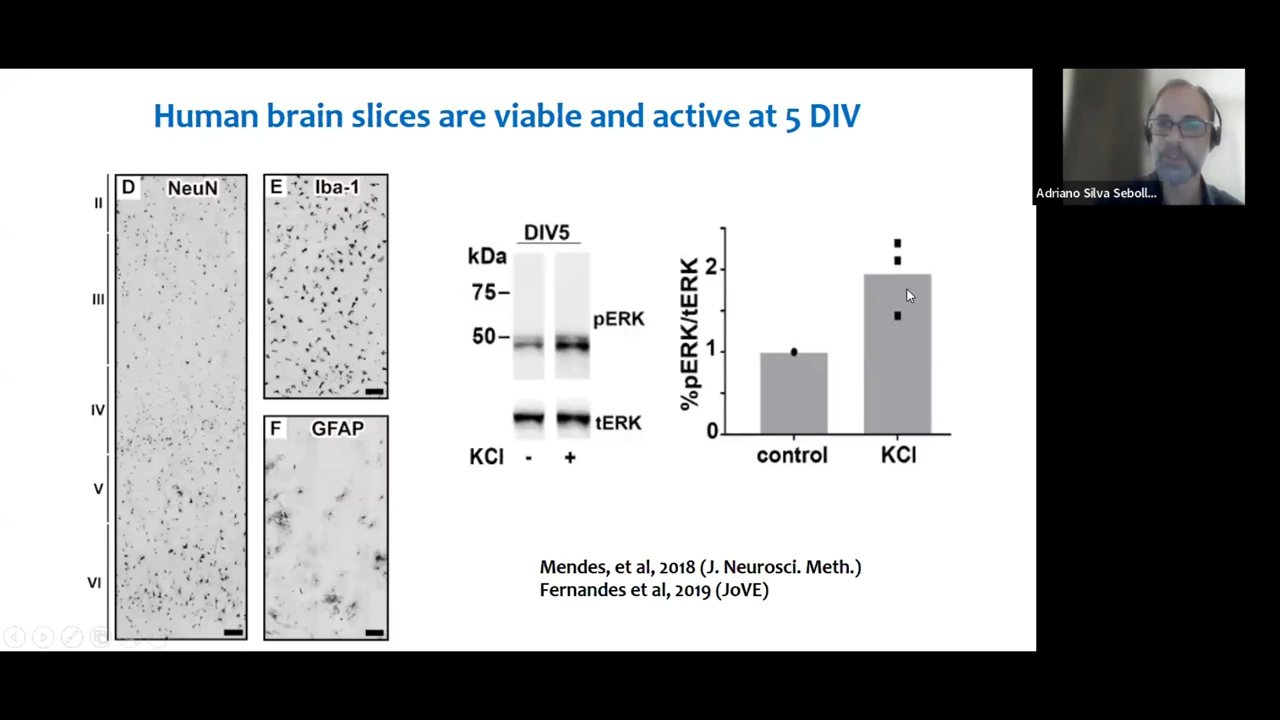 Human brain slices are viable and active at 5 DIV
D NeuN
II
III
IV
V
VI
E Iba-1
F GFAP
DIV5
kDa
75
50
pERK
tERK
KCl - +
%pERK/tERK
2
1
0
control KCl
Mendes, et al, 2018 (J. Neurosci. Meth.)
Fernandes et al, 2019 (JoVE)
Adriano Silva Seboll...